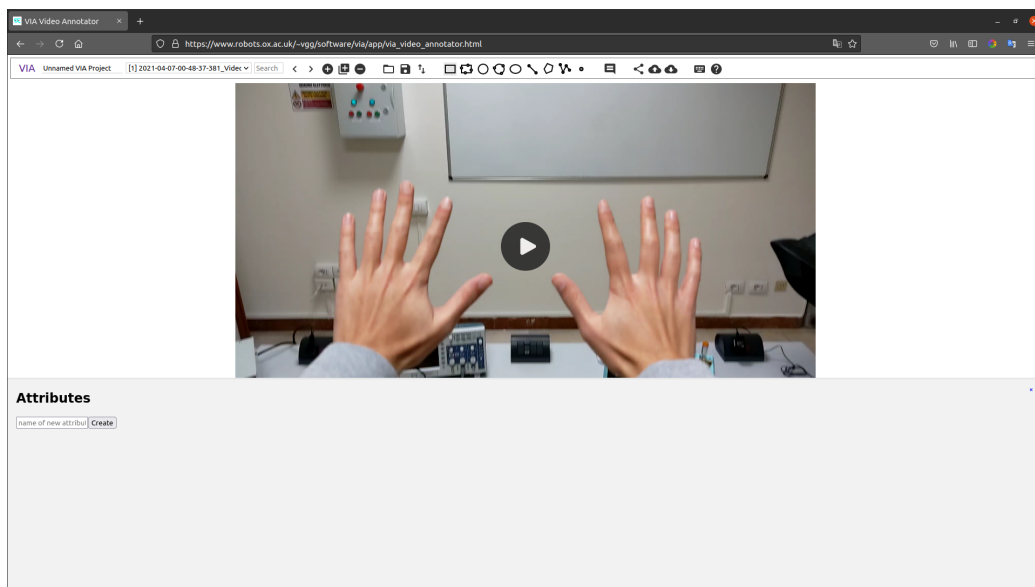 VIA Video Annotator
https://www.robots.ox.ac.uk/~vgg/software/via/app/via_video_annotator.html
VIA Unnamed VIA Project [1] 2021-04-07-00-48-37-381_Videc Search
Attributes
name of new attribut Create